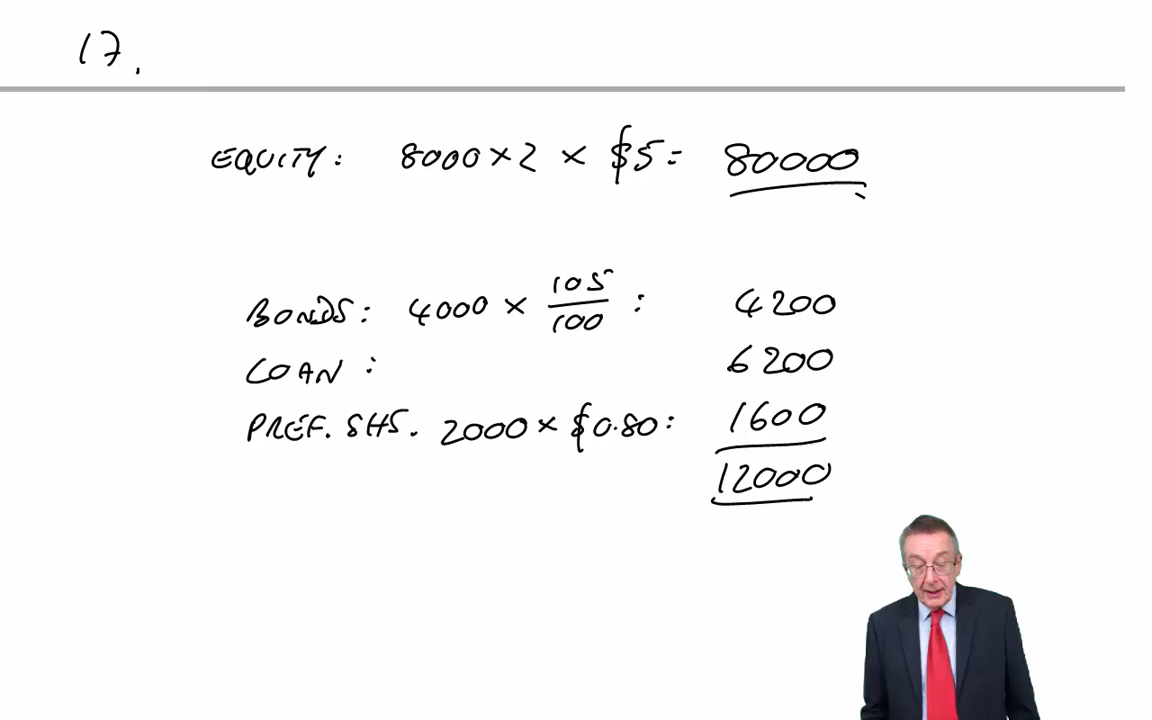 17.
EQUITY: 8000 × 2 × $5 = 80000
BONDS: 4000 × 105/100 : 4200
LOAN : 6200
PREF. SHS. 2000 × $0.80: 1600
12000